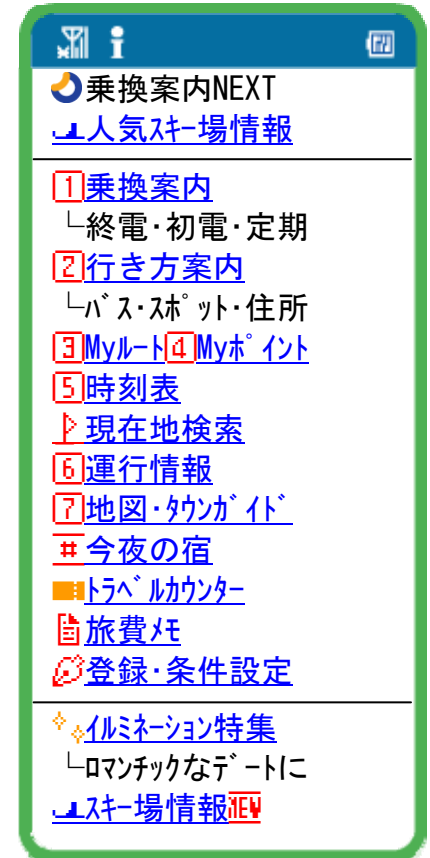 乗換案内NEXT
人気ｽｷｰ場情報
1乗換案内
└終電･初電･定期
2行き方案内
└ﾊﾞｽ･ｽﾎﾟｯﾄ･住所
3Myﾙｰﾄ4Myﾎﾟｲﾝﾄ
5時刻表
現在地検索
6運行情報
7地図･ﾀｳﾝｶﾞｲﾄﾞ
#今夜の宿
ﾄﾗﾍﾞﾙｶｳﾝﾀｰ
旅費ﾒﾓ
登録･条件設定
ｲﾙﾐﾈｰｼｮﾝ特集
└ﾛﾏﾝﾁｯｸなﾃﾞｰﾄに
ｽｷｰ場情報NEW